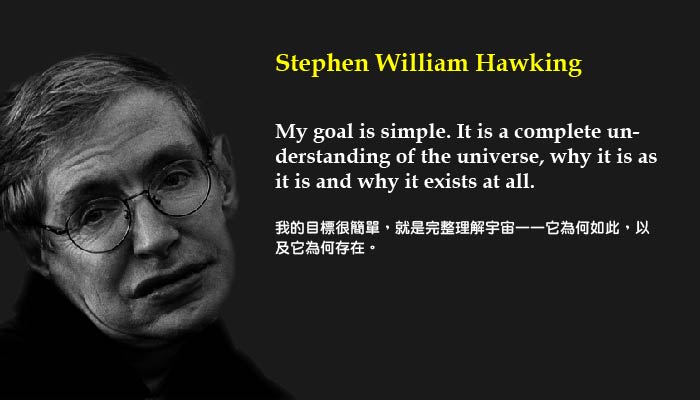 Stephen William Hawking
My goal is simple. It is a complete un-
derstanding of the universe, why it is as
it is and why it exists at all.
我的目標很簡單，就是完整理解宇宙——它為何如此，以
及它為何存在。